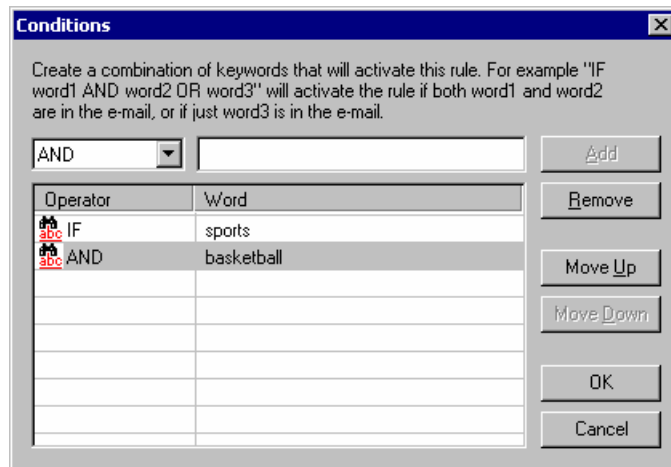 Conditions
Create a combination of keywords that will activate this rule. For example "IF
word1 AND word2 OR word3" will activate the rule if both word1 and word2
are in the e-mail, or if just word3 is in the e-mail.
AND
Add
Operator Word
Remove
abc IF sports
abc AND basketball
Move Up
Move Down
OK
Cancel